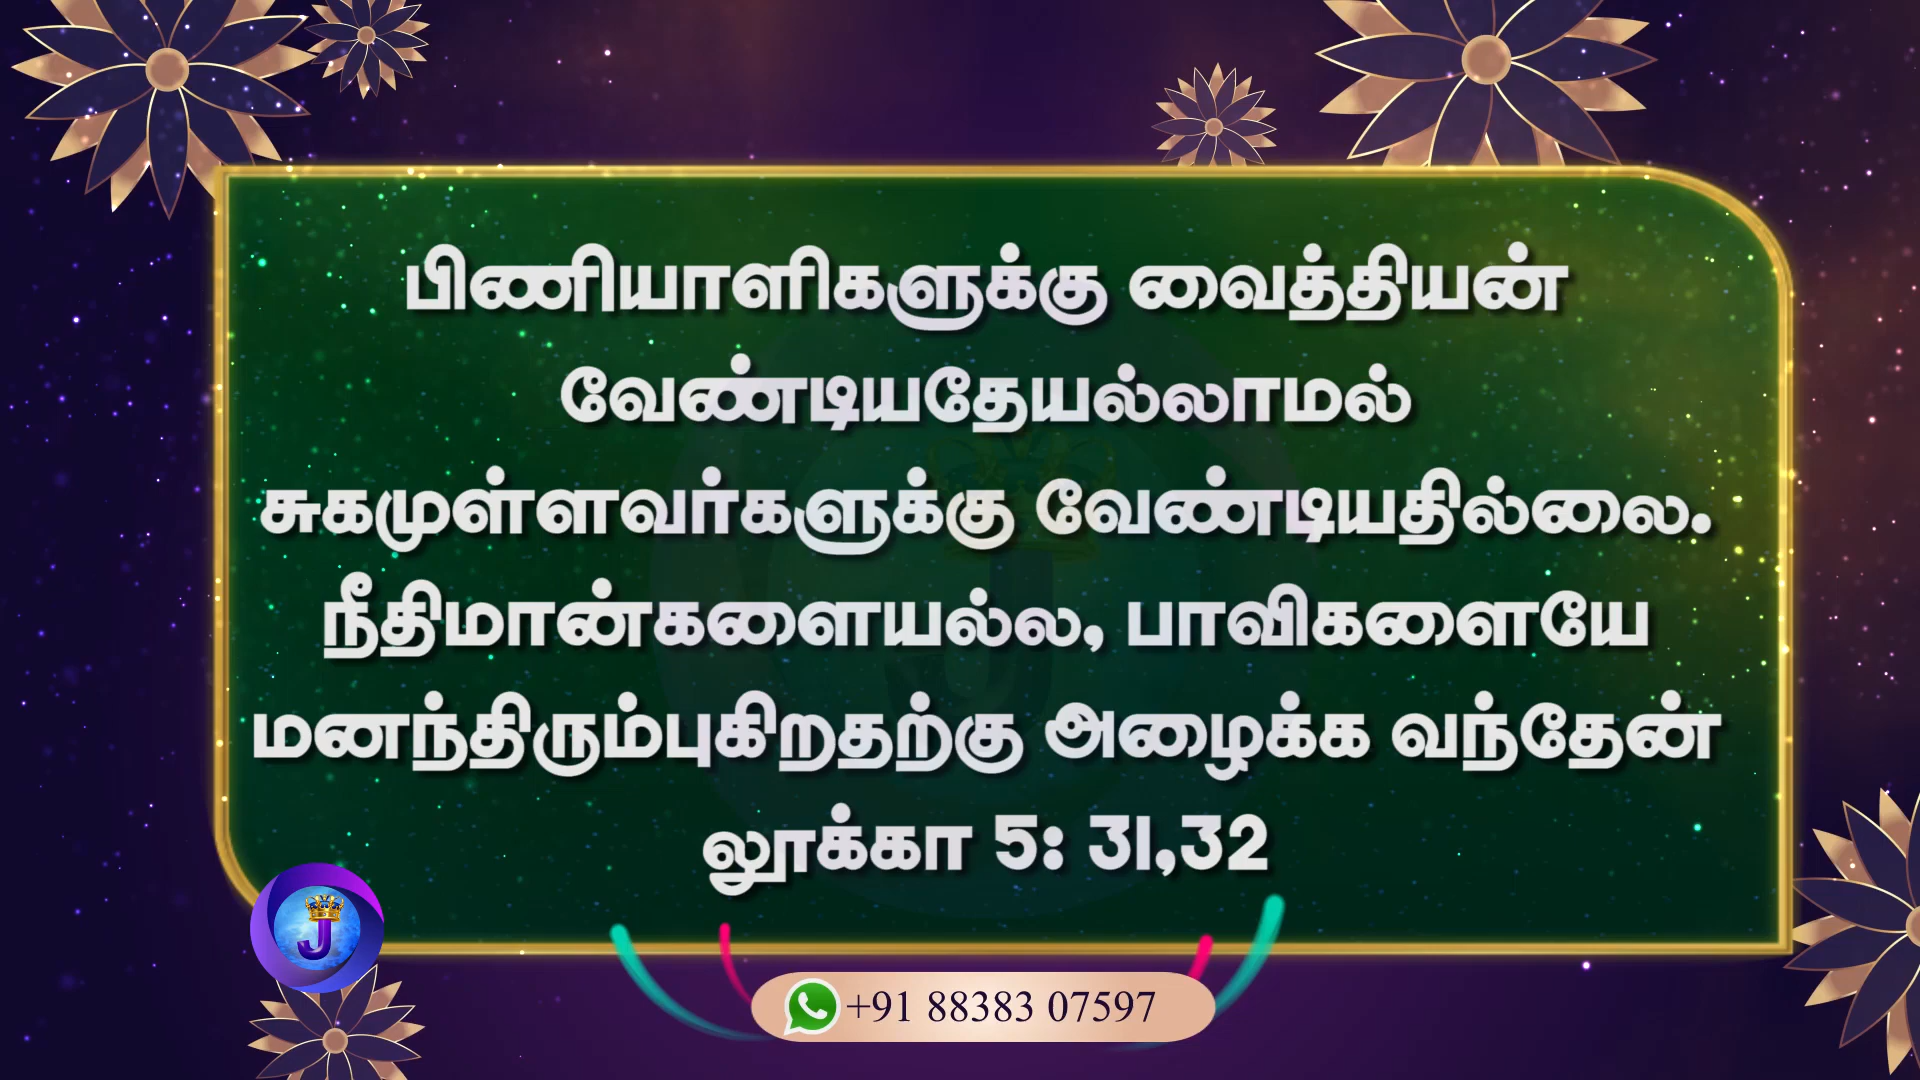 பிணியாளிகளுக்கு வைத்தியன்
வேண்டியதேயல்லாமல்
சுகமுள்ளவர்களுக்கு வேண்டியதில்லை.
நீதிமான்களையல்ல, பாவிகளையே
மனந்திரும்புகிறதற்கு அழைக்க வந்தேன்
லூக்கா 5: 31,32
J
+91 88383 07597